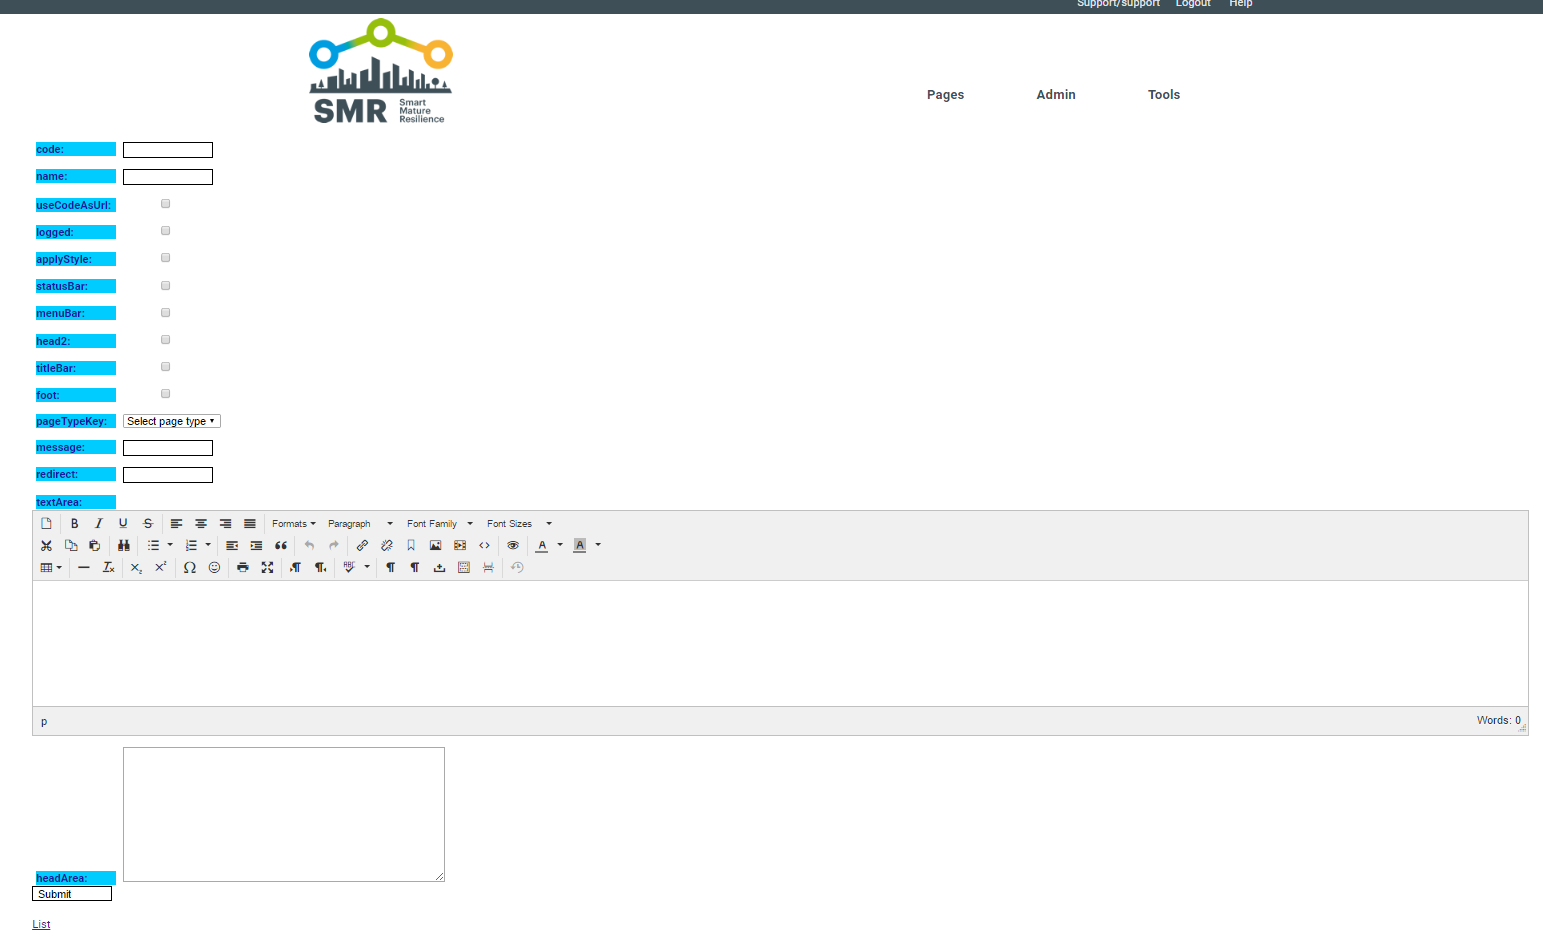 Support/support Logout Help
SMR Smart
Mature
Resilience
Pages Admin Tools
code:
name:
useCodeAsUrl:
logged:
applyStyle:
statusBar:
menuBar:
head2:
titleBar:
foot:
pageTypeKey: Select page type
message:
redirect:
textArea:
Formats Paragraph Font Family Font Sizes
p Words: 0
headArea:
Submit
List